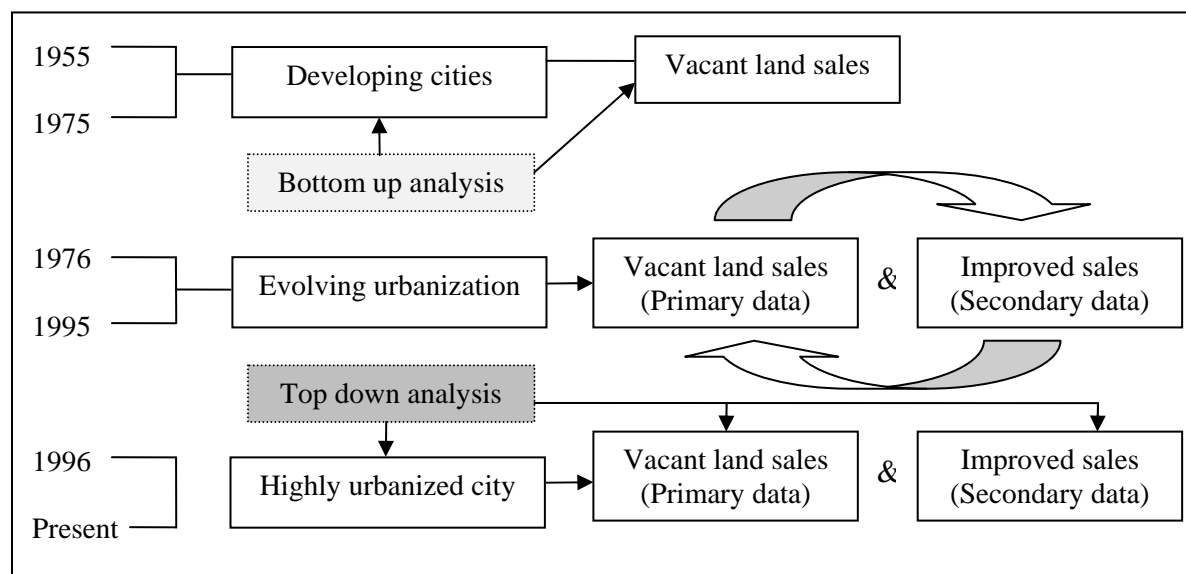 1955
Developing cities
Vacant land sales
1975
Bottom up analysis
1976
Evolving urbanization
Vacant land sales
(Primary data)
&
Improved sales
(Secondary data)
1995
Top down analysis
1996
Highly urbanized city
Vacant land sales
(Primary data)
&
Improved sales
(Secondary data)
Present